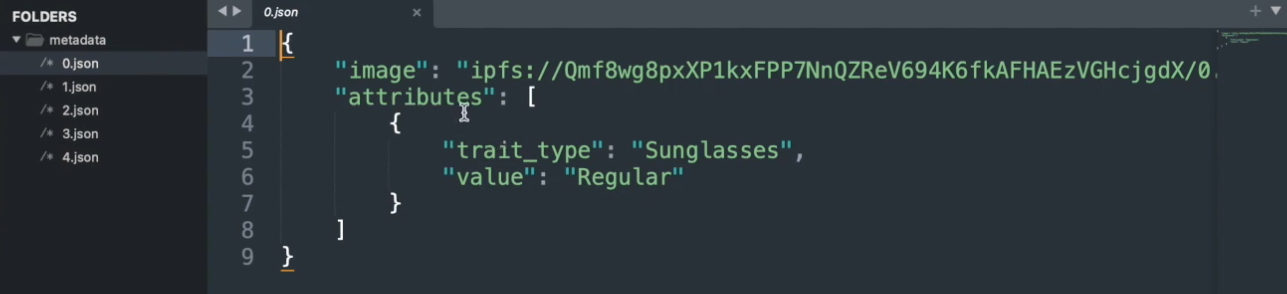 FOLDERS
metadata
/* 0.json
/* 1.json
/* 2.json
/* 3.json
/* 4.json
0.json ×
1 {
2 "image": "ipfs://Qmf8wg8pxXP1kxFPP7NnQZReV694K6fkAFHAEzVGHcjgdX/0.
3 "attributes": [
4 {
5 "trait_type": "Sunglasses",
6 "value": "Regular"
7 }
8 ]
9 }